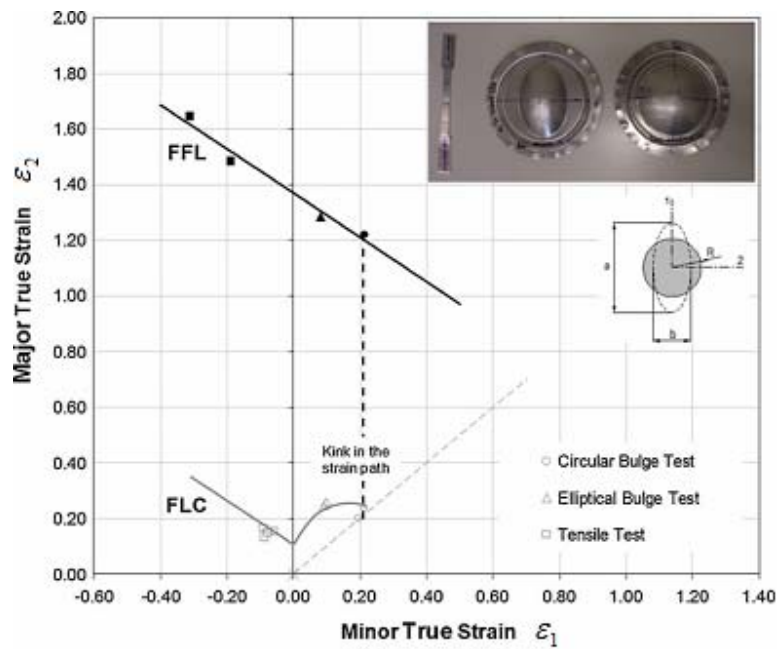 2.00
1.80
1.60
1.40
1.20
1.00
0.80
0.60
0.40
0.20
0.00
Major True Strain ε2
FFL
FLC
Kink in the
strain path
1
2
R
a
b
Circular Bulge Test
Elliptical Bulge Test
Tensile Test
-0.60 -0.40 -0.20 0.00 0.20 0.40 0.60 0.80 1.00 1.20 1.40
Minor True Strain ε1